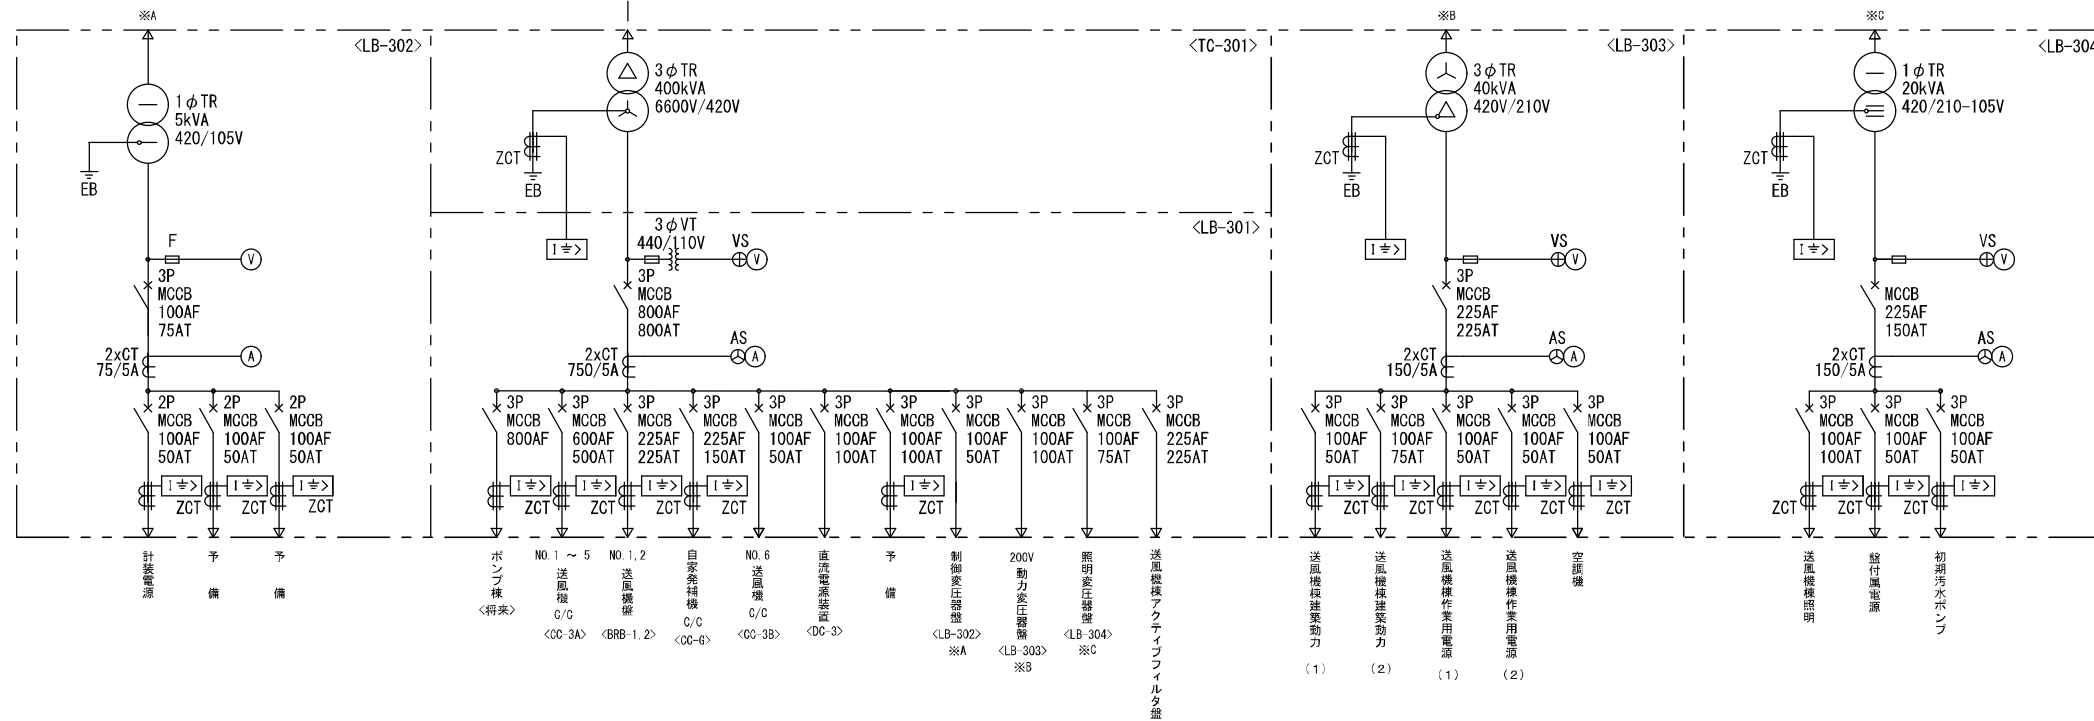 ※A
<LB-302>
1φTR
5kVA
420/105V
EB
F
V
3P
MCCB
100AF
75AT
2xCT
75/5A
A
2P
MCCB
100AF
50AT
I≑>
ZCT
2P
MCCB
100AF
50AT
I≑>
ZCT
2P
MCCB
100AF
50AT
I≑>
ZCT
計装電源
予備
予備
<TC-301>
3φTR
400kVA
6600V/420V
ZCT
EB
I≑>
<LB-301>
3φVT
440/110V
VS
V
3P
MCCB
800AF
800AT
2xCT
750/5A
AS
A
3P
MCCB
800AF
I≑>
ZCT
3P
MCCB
600AF
500AT
I≑>
ZCT
3P
MCCB
225AF
225AT
I≑>
ZCT
3P
MCCB
225AF
150AT
I≑>
ZCT
3P
MCCB
100AF
50AT
3P
MCCB
100AF
100AT
3P
MCCB
100AF
100AT
I≑>
ZCT
3P
MCCB
100AF
50AT
3P
MCCB
100AF
100AT
3P
MCCB
100AF
75AT
3P
MCCB
225AF
225AT
ポンプ棟
<将来>
NO.1 ～ 5
送風機
C/C
<CC-3A>
NO.1,2
送風機盤
<BRB-1,2>
自家発補機
C/C
<CC-G>
NO.6
送風機
C/C
<CC-3B>
直流電源装置
<DC-3>
予備
制御変圧器盤
<LB-302>
※A
200V
動力変圧器盤
<LB-303>
※B
照明変圧器盤
<LB-304>
※C
送風機棟アクティブフィルタ盤
※B
<LB-303>
3φTR
40kVA
420V/210V
ZCT
EB
I≑>
VS
V
3P
MCCB
225AF
225AT
2xCT
150/5A
AS
A
3P
MCCB
100AF
50AT
I≑>
ZCT
3P
MCCB
100AF
75AT
I≑>
ZCT
3P
MCCB
100AF
50AT
I≑>
ZCT
3P
MCCB
100AF
50AT
I≑>
ZCT
3P
MCCB
100AF
50AT
I≑>
ZCT
送風機棟建築動力
(1)
送風機棟建築動力
(2)
送風機棟作業用電源
(1)
送風機棟作業用電源
(2)
空調機
※C
<LB-304
1φTR
20kVA
420/210-105V
ZCT
EB
I≑>
VS
V
MCCB
225AF
150AT
2xCT
150/5A
AS
A
3P
MCCB
100AF
100AT
ZCT
I≑>
3P
MCCB
100AF
50AT
ZCT
I≑>
3P
MCCB
100AF
50AT
ZCT
I≑>
送風機棟照明
盤付属電源
初期汚水ポンプ